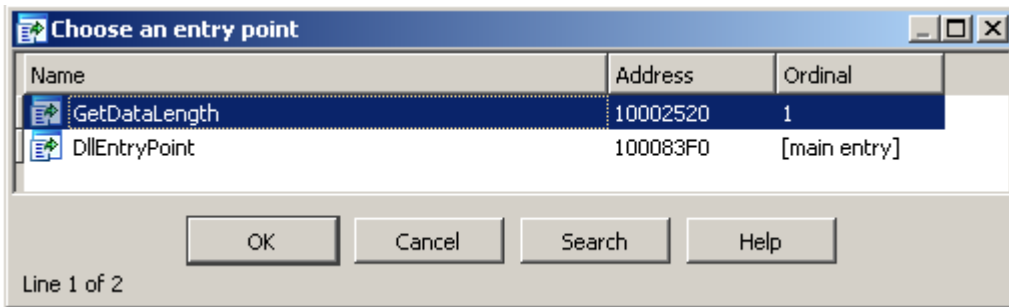 Choose an entry point
Name Address Ordinal
GetDataLength 10002520 1
DllEntryPoint 100083F0 [main entry]
OK Cancel Search Help
Line 1 of 2